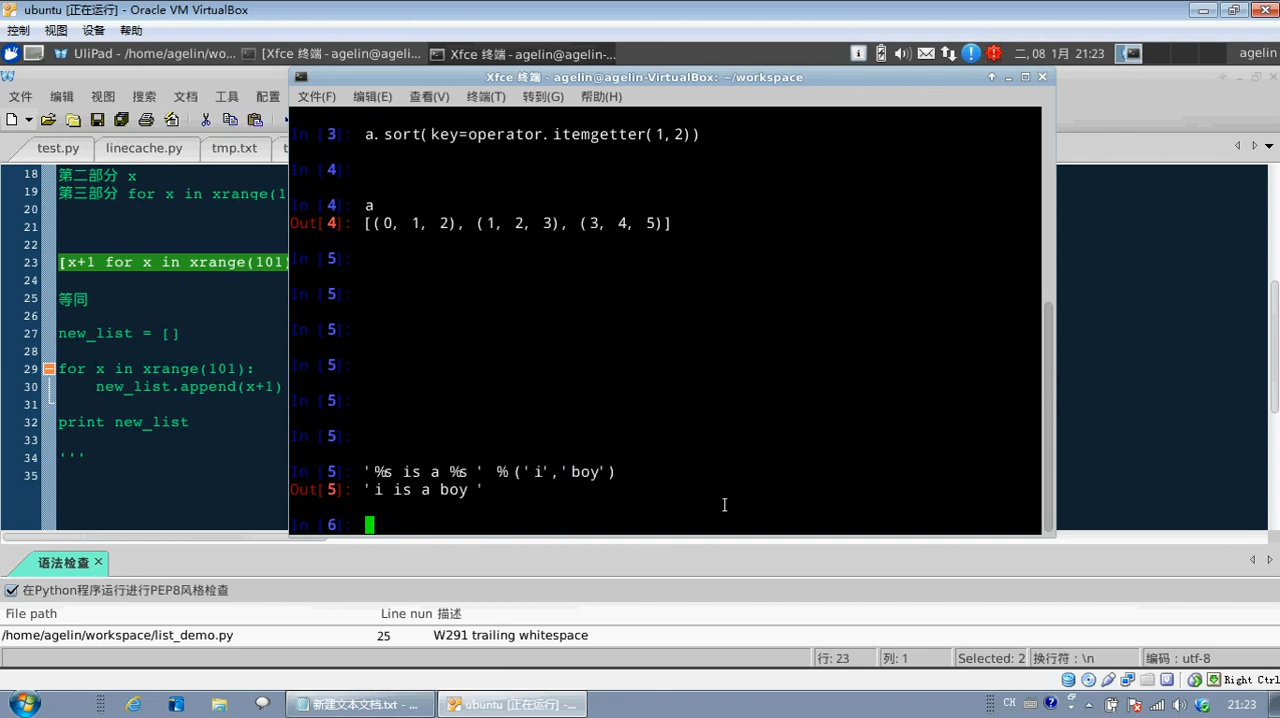 ubuntu [正在运行] - Oracle VM VirtualBox
控制 视图 设备 帮助
UliPad - /home/agelin/wo... [Xfce 终端 - agelin@ageli... Xfce 终端 - agelin@agelin-... 二, 08 1月 21:23 agelin
Xfce 终端 - agelin@agelin-VirtualBox: ~/workspace
文件 编辑 视图 搜索 文档 工具 配置
文件(F) 编辑(E) 查看(V) 终端(T) 转到(G) 帮助(H)
test.py linecache.py tmp.txt t
18 第二部分 x
19 第三部分 for x in xrange(1
20
21
22
23 [x+1 for x in xrange(101)
24
25 等同
26
27 new_list = []
28
29 for x in xrange(101):
30 new_list.append(x+1)
31
32 print new_list
33
34 '''
35
In [3]: a.sort(key=operator.itemgetter(1,2))
In [4]:
In [4]: a
Out[4]: [(0, 1, 2), (1, 2, 3), (3, 4, 5)]
In [5]:
In [5]:
In [5]:
In [5]:
In [5]:
In [5]:
In [5]: '%s is a %s ' %('i','boy')
Out[5]: 'i is a boy '
In [6]:
语法检查
在Python程序运行进行PEP8风格检查
File path Line nun 描述
/home/agelin/workspace/list_demo.py 25 W291 trailing whitespace
行: 23 列: 1 Selected: 2 换行符：\n 编码：utf-8
Right Ctrl
新建文本文档.txt - ... ubuntu [正在运行] -... CH 21:23